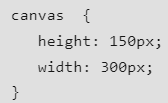 canvas  {
   height: 150px;
   width: 300px;
}